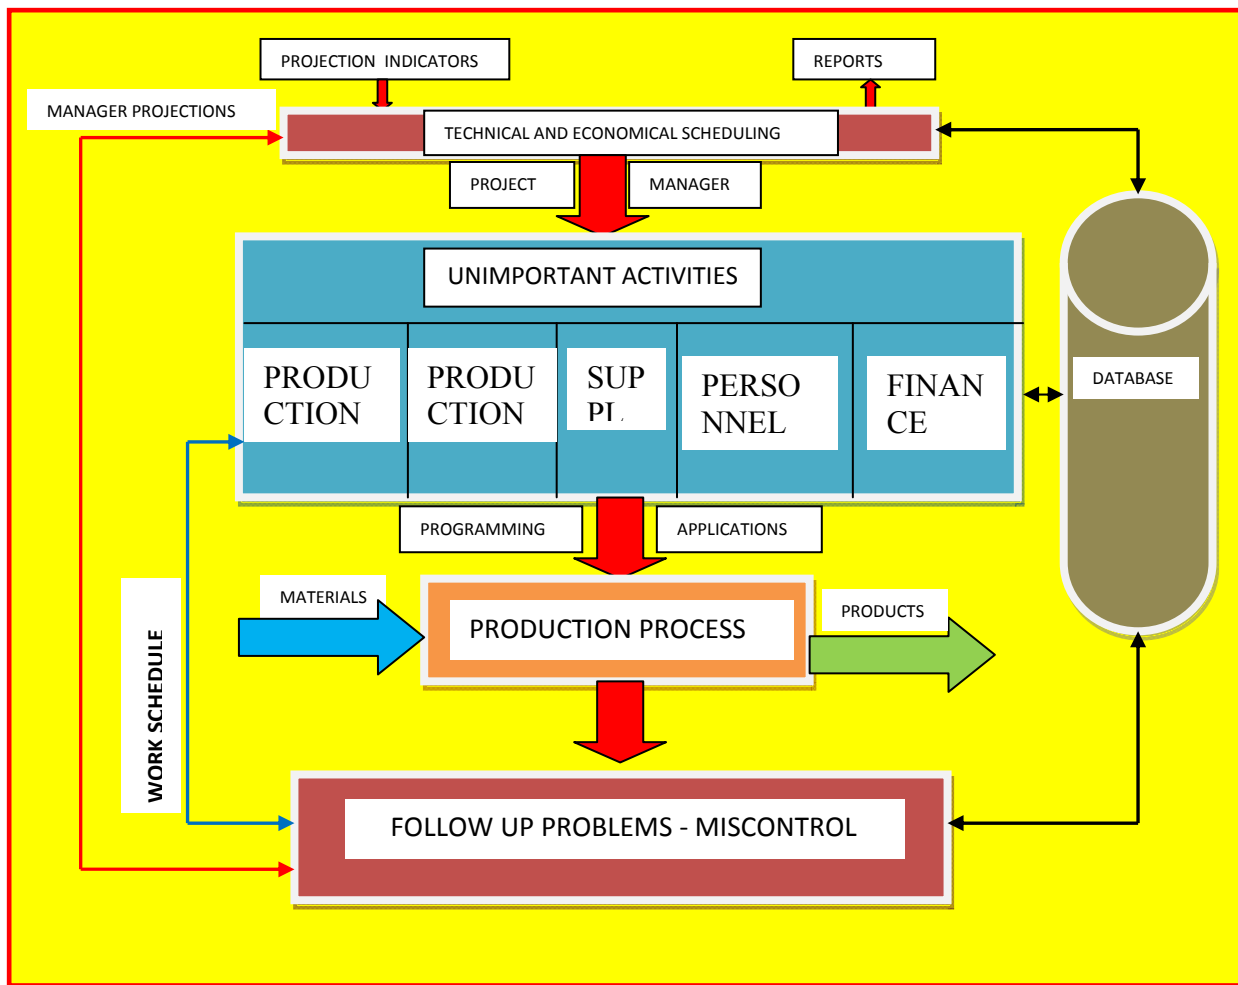 PROJECTION INDICATORS
REPORTS
MANAGER PROJECTIONS
TECHNICAL AND ECONOMICAL SCHEDULING
PROJECT
MANAGER
UNIMPORTANT ACTIVITIES
PRODU
CTION
PRODU
CTION
SUP
PERSO
NNEL
FINAN
CE
DATABASE
PROGRAMMING
APPLICATIONS
MATERIALS
PRODUCTION PROCESS
PRODUCTS
WORK SCHEDULE
FOLLOW UP PROBLEMS - MISCONTROL